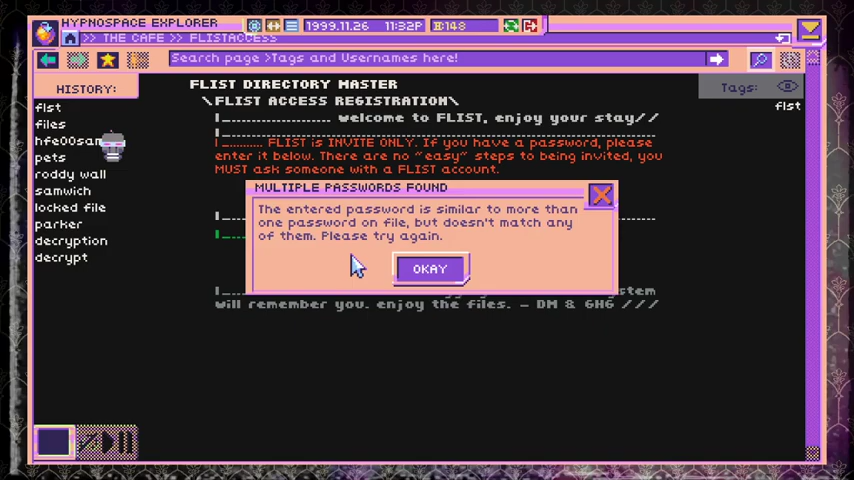 HYPNOSPACE EXPLORER
1999.11.26 11:32P
148
>> THE CAFE >> FLISTACCESS
Search page >Tags and Usernames here!
HISTORY:
flst
files
hfe00sam
pets
roddy wall
samwich
locked file
parker
decryption
decrypt
Tags:
flst
FLIST DIRECTORY MASTER
\FLIST ACCESS REGISTRATION\
|_................... welcome to FLIST, enjoy your stay//
|_.......... FLIST is INVITE ONLY. If you have a password, please
enter it below. There are no "easy" steps to being invited, you
MUST ask someone with a FLIST account.
MULTIPLE PASSWORDS FOUND
The entered password is similar to more than
one password on file, but doesn't match any
of them. Please try again.
OKAY
will remember you. enjoy the files. - DM & GHG ///